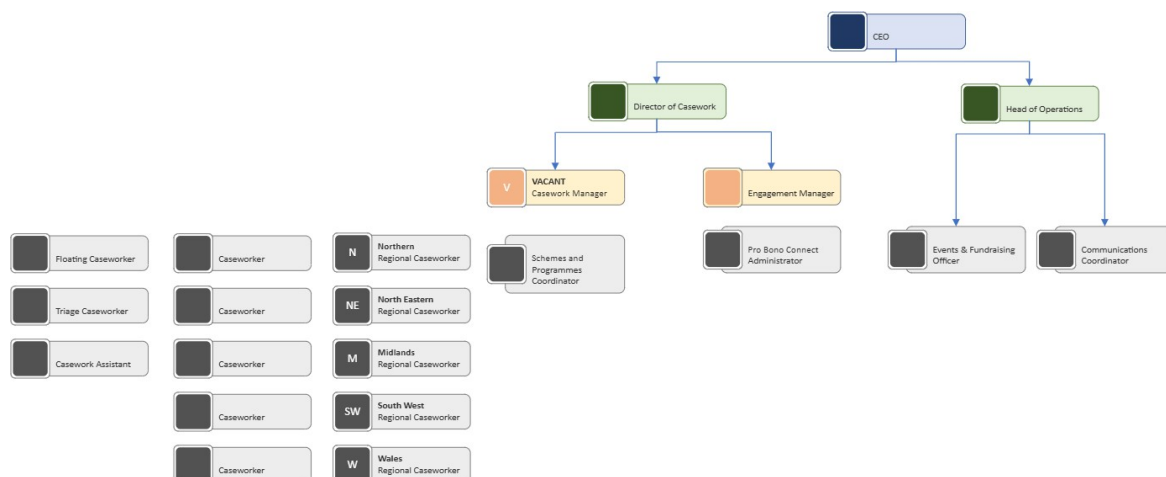 CEO
Director of Casework
Head of Operations
V
VACANT
Casework Manager
Engagement Manager
Floating Caseworker
Caseworker
N
Northern
Regional Caseworker
Schemes and
Programmes
Coordinator
Pro Bono Connect
Administrator
Events & Fundraising
Officer
Communications
Coordinator
Triage Caseworker
Caseworker
NE
North Eastern
Regional Caseworker
Casework Assistant
Caseworker
M
Midlands
Regional Caseworker
Caseworker
SW
South West
Regional Caseworker
Caseworker
W
Wales
Regional Caseworker